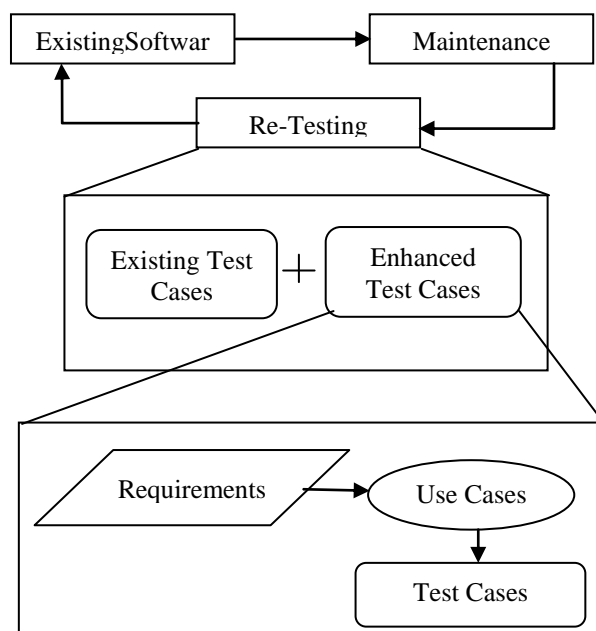 ExistingSoftwar
Maintenance
Re-Testing
Existing Test
Cases
+
Enhanced
Test Cases
Requirements
Use Cases
Test Cases